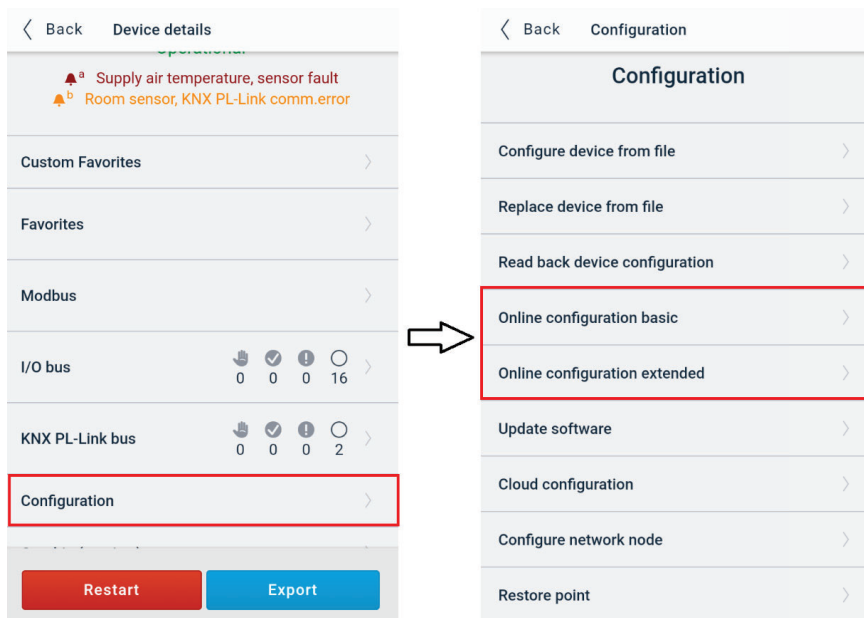 Back Device details
Operational
a Supply air temperature, sensor fault
b Room sensor, KNX PL-Link comm.error
Custom Favorites
Favorites
Modbus
I/O bus
0 0 0 16
KNX PL-Link bus
0 0 0 2
Configuration
Restart Export
Back Configuration
Configuration
Configure device from file
Replace device from file
Read back device configuration
Online configuration basic
Online configuration extended
Update software
Cloud configuration
Configure network node
Restore point